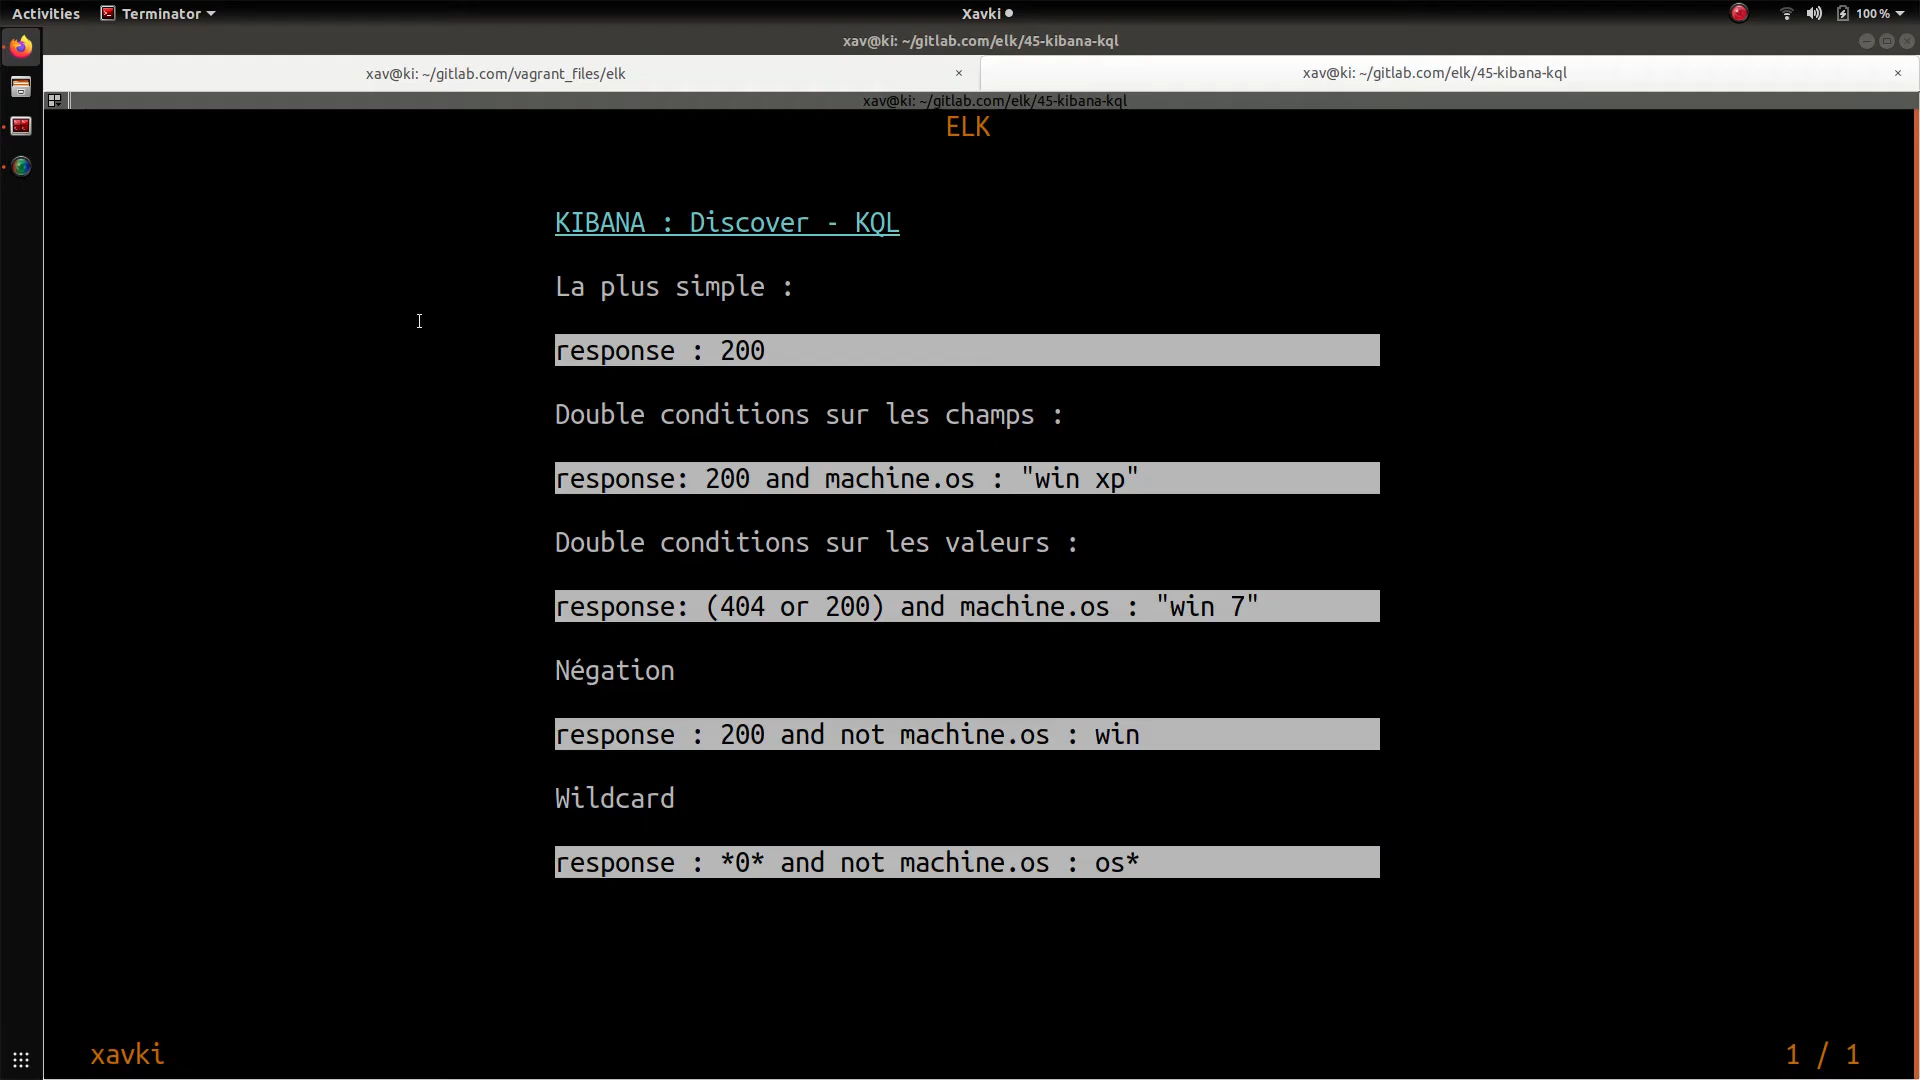 Activities
Terminator
Xavki
100%
xav@ki: ~/gitlab.com/elk/45-kibana-kql
xav@ki: ~/gitlab.com/vagrant_files/elk
xav@ki: ~/gitlab.com/elk/45-kibana-kql
xav@ki: ~/gitlab.com/elk/45-kibana-kql
ELK
KIBANA : Discover - KQL
La plus simple :
response : 200
Double conditions sur les champs :
response: 200 and machine.os : "win xp"
Double conditions sur les valeurs :
response: (404 or 200) and machine.os : "win 7"
Négation
response : 200 and not machine.os : win
Wildcard
response : *0* and not machine.os : os*
xavki
1 / 1